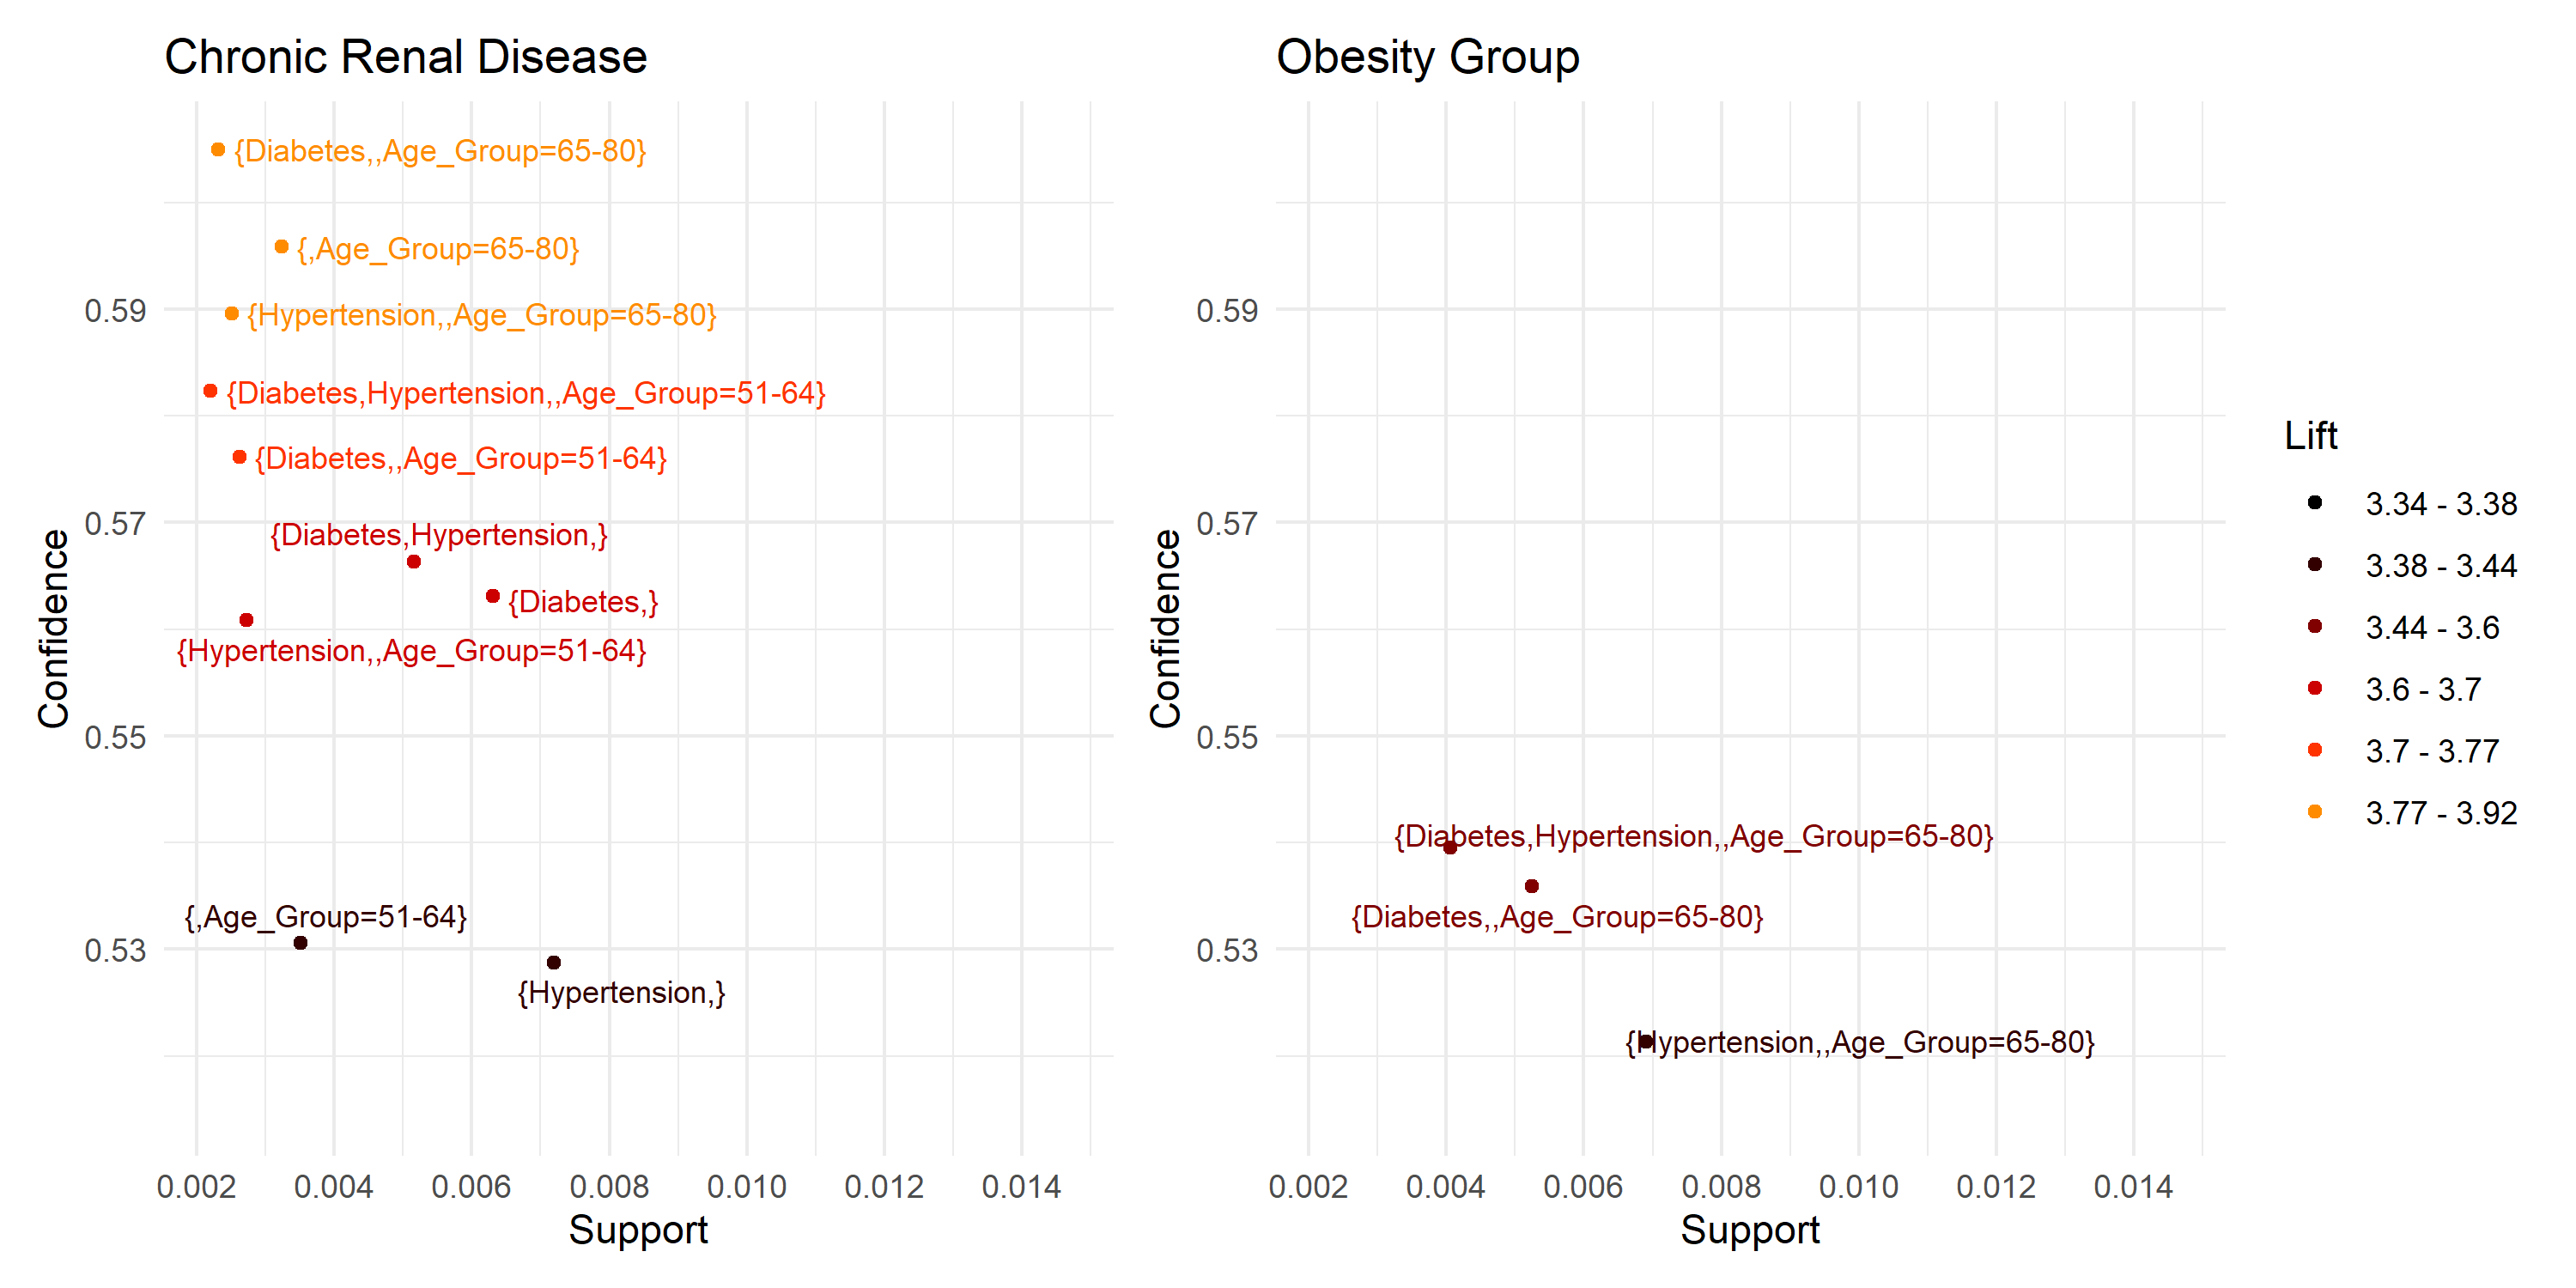 Chronic Renal Disease
{Diabetes,,Age_Group=65-80}
{,Age_Group=65-80}
{Hypertension,,Age_Group=65-80}
{Diabetes,Hypertension,,Age_Group=51-64}
{Diabetes,,Age_Group=51-64}
{Diabetes,Hypertension,}
{Diabetes,}
{Hypertension,,Age_Group=51-64}
{,Age_Group=51-64}
{Hypertension,}
0.59
0.57
0.55
0.53
Confidence
0.002 0.004 0.006 0.008 0.010 0.012 0.014
Support
Obesity Group
{Diabetes,Hypertension,,Age_Group=65-80}
{Diabetes,,Age_Group=65-80}
{Hypertension,,Age_Group=65-80}
0.59
0.57
0.55
0.53
Confidence
0.002 0.004 0.006 0.008 0.010 0.012 0.014
Support
Lift
3.34 - 3.38
3.38 - 3.44
3.44 - 3.6
3.6 - 3.7
3.7 - 3.77
3.77 - 3.92